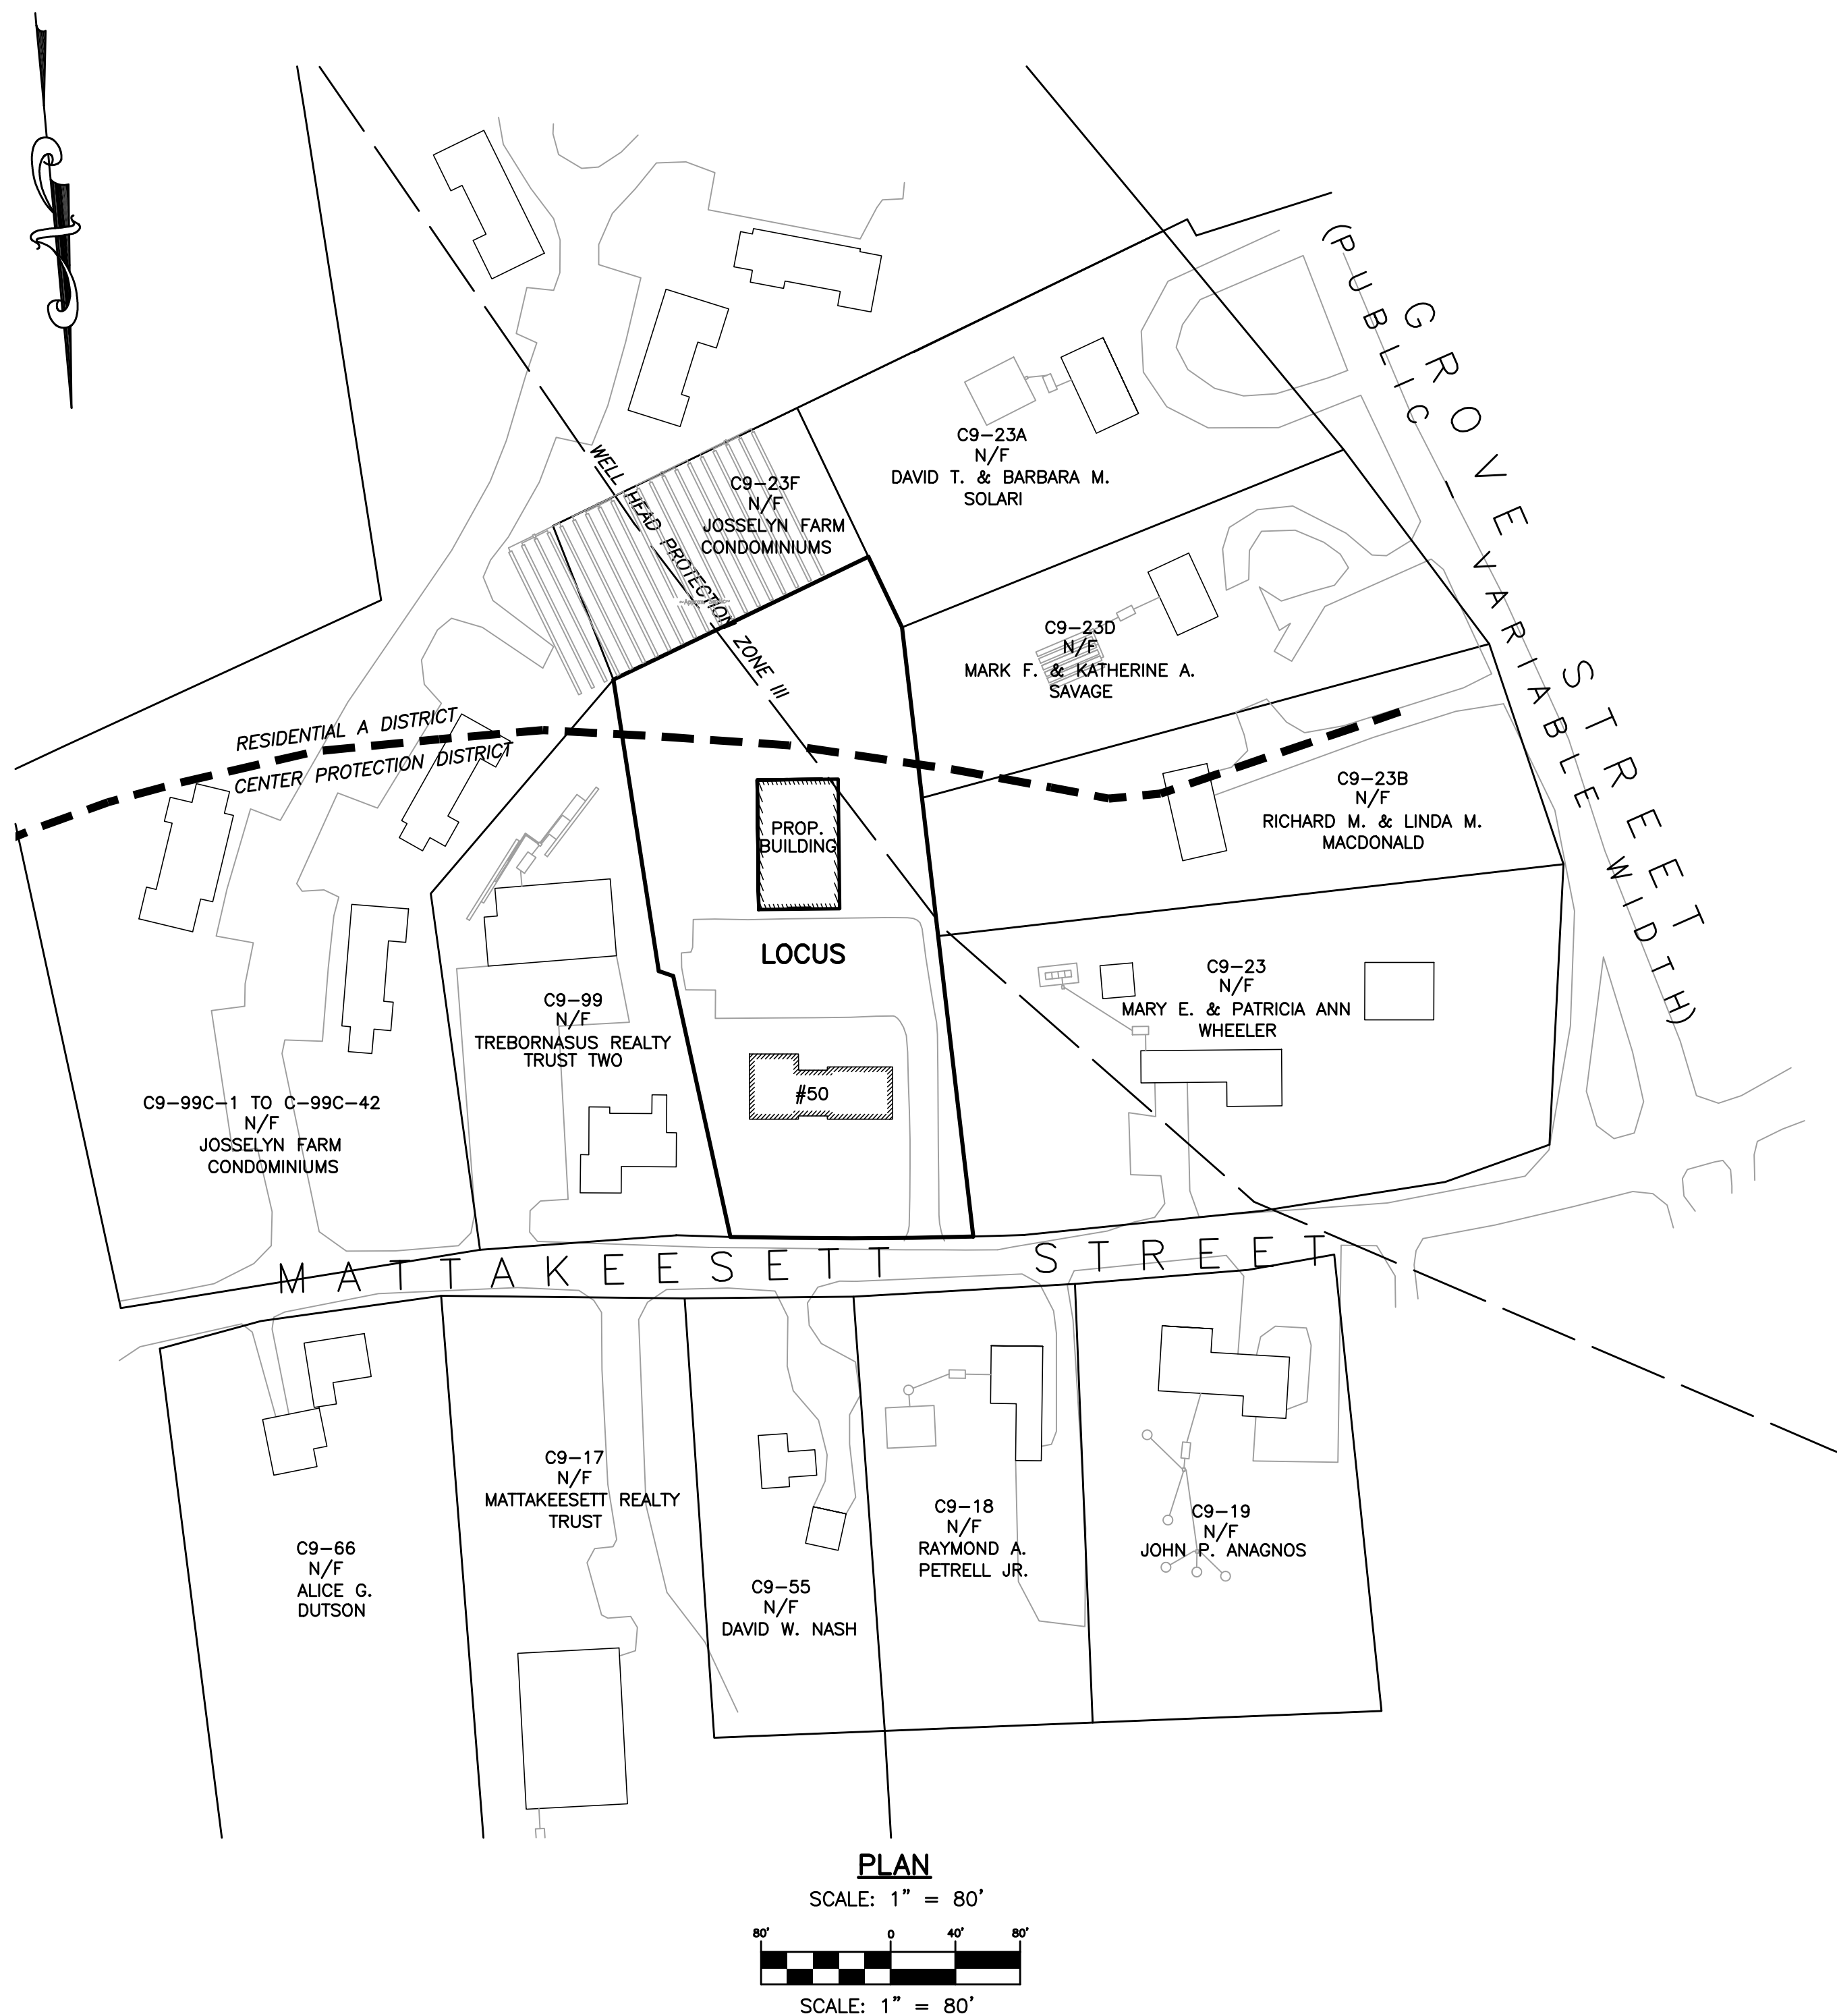 (PUBLIC VARIABLE WIDTH)
GROVE STREET
C9-23A
N/F
DAVID T. & BARBARA M.
SOLARI
WELL HEAD PROTECTION ZONE III
C9-23F
N/F
JOSSELYN FARM
CONDOMINIUMS
C9-23D
N/F
MARK F. & KATHERINE A.
SAVAGE
RESIDENTIAL A DISTRICT
CENTER PROTECTION DISTRICT
C9-23B
N/F
RICHARD M. & LINDA M.
MACDONALD
PROP.
BUILDING
LOCUS
C9-23
N/F
MARY E. & PATRICIA ANN
WHEELER
C9-99
N/F
TREBORNASUS REALTY
TRUST TWO
#50
C9-99C-1 TO C-99C-42
N/F
JOSSELYN FARM
CONDOMINIUMS
MATTAKEESETT STREET
C9-17
N/F
MATTAKEESETT REALTY
TRUST
C9-18
N/F
RAYMOND A.
PETRELL JR.
C9-19
N/F
JOHN P. ANAGNOS
C9-66
N/F
ALICE G.
DUTSON
C9-55
N/F
DAVID W. NASH
PLAN
SCALE: 1" = 80'
80' 0 40' 80'
SCALE: 1" = 80'